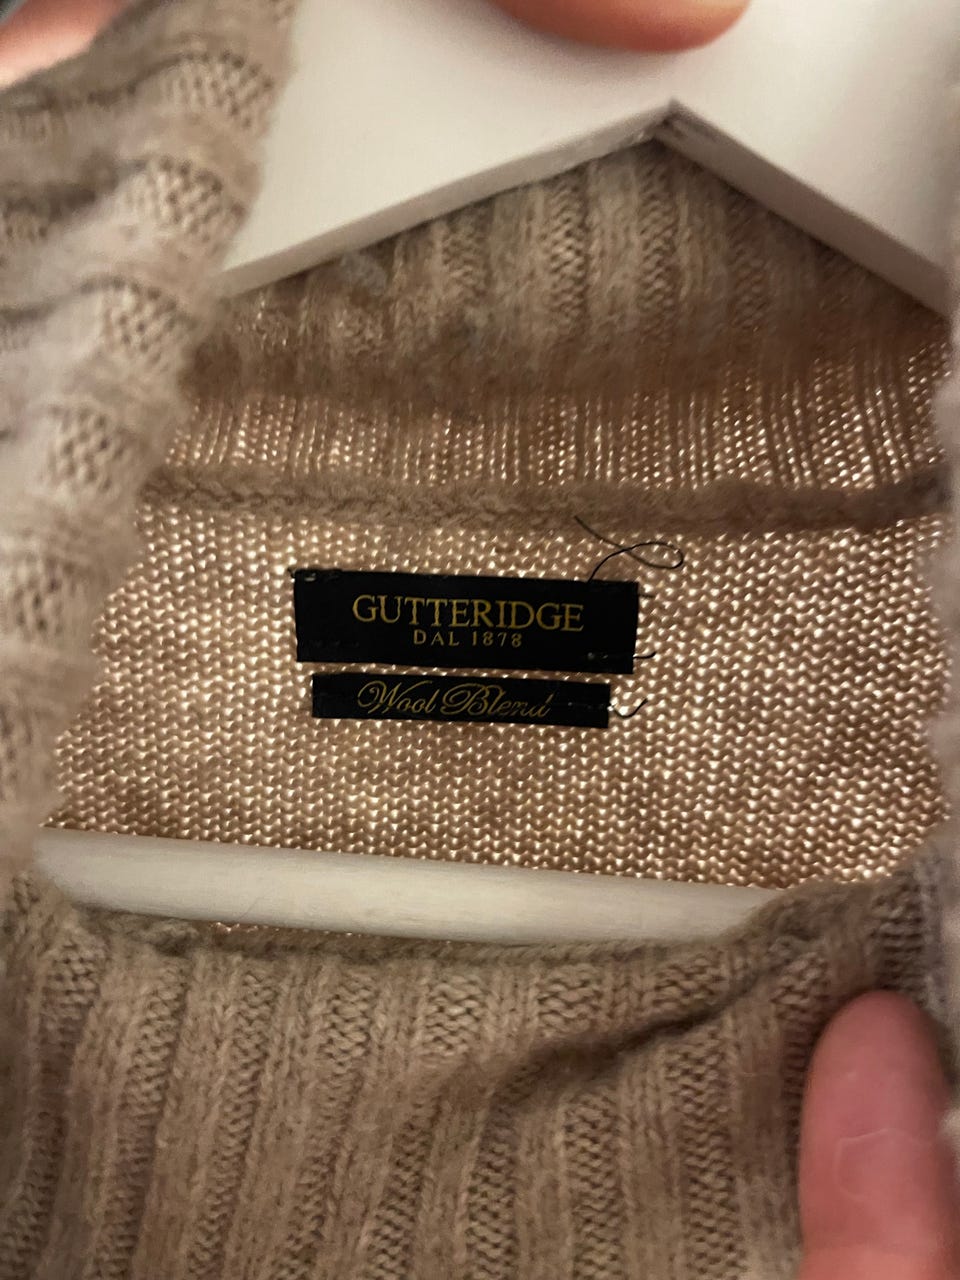 GUTTERIDGE
DAL 1878
Wool Blend